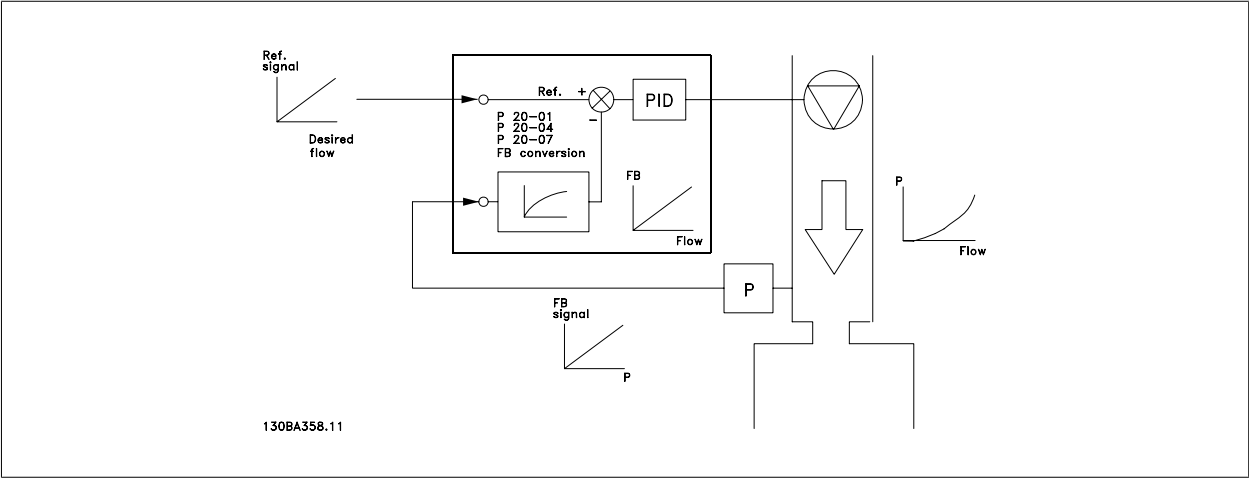 Ref.
signal
Desired
flow
Ref. +
P 20-01
P 20-04
P 20-07
FB conversion
–
PID
FB
Flow
P
Flow
P
FB
signal
P
130BA358.11